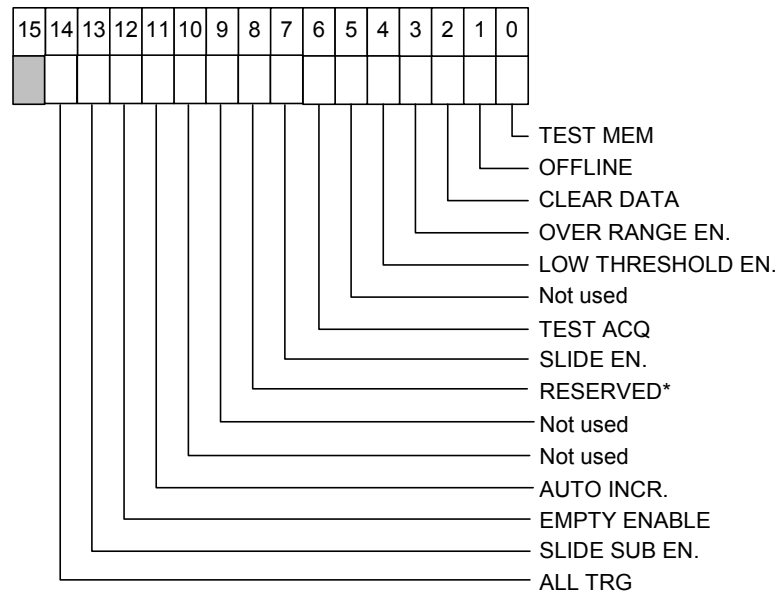 15 14 13 12 11 10 9 8 7 6 5 4 3 2 1 0
TEST MEM
OFFLINE
CLEAR DATA
OVER RANGE EN.
LOW THRESHOLD EN.
Not used
TEST ACQ
SLIDE EN.
RESERVED*
Not used
Not used
AUTO INCR.
EMPTY ENABLE
SLIDE SUB EN.
ALL TRG